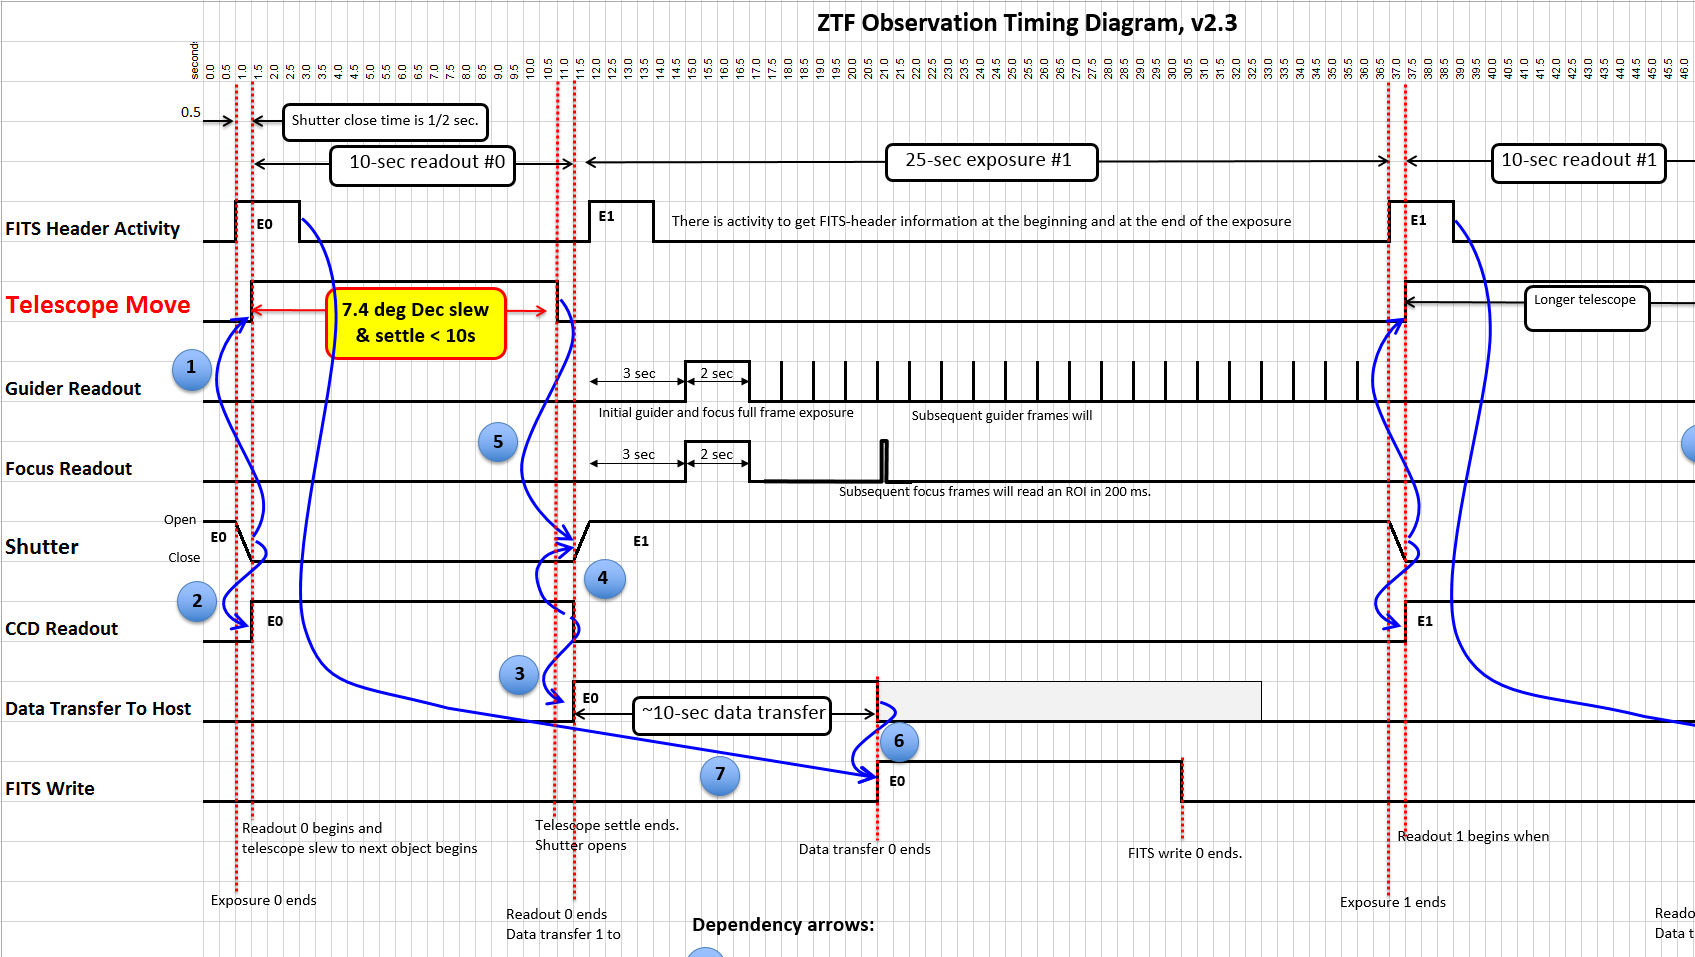 ZTF Observation Timing Diagram, v2.3
seconds 0.0 0.5 1.0 1.5 2.0 2.5 3.0 3.5 4.0 4.5 5.0 5.5 6.0 6.5 7.0 7.5 8.0 8.5 9.0 9.5 10.0 10.5 11.0 11.5 12.0 12.5 13.0 13.5 14.0 14.5 15.0 15.5 16.0 16.5 17.0 17.5 18.0 18.5 19.0 19.5 20.0 20.5 21.0 21.5 22.0 22.5 23.0 23.5 24.0 24.5 25.0 25.5 26.0 26.5 27.0 27.5 28.0 28.5 29.0 29.5 30.0 30.5 31.0 31.5 32.0 32.5 33.0 33.5 34.0 34.5 35.0 35.5 36.0 36.5 37.0 37.5 38.0 38.5 39.0 39.5 40.0 40.5 41.0 41.5 42.0 42.5 43.0 43.5 44.0 44.5 45.0 45.5 46.0
0.5
Shutter close time is 1/2 sec.
10-sec readout #0
25-sec exposure #1
10-sec readout #1
FITS Header Activity
E0
E1
There is activity to get FITS-header information at the beginning and at the end of the exposure
E1
Telescope Move
7.4 deg Dec slew
& settle < 10s
Longer telescope
1
Guider Readout
3 sec
2 sec
Initial guider and focus full frame exposure
Subsequent guider frames will
5
Focus Readout
3 sec
2 sec
Subsequent focus frames will read an ROI in 200 ms.
Open
Shutter
E0
E1
Close
4
2
CCD Readout
E0
E1
3
Data Transfer To Host
E0
~10-sec data transfer
6
7
FITS Write
E0
Readout 0 begins and
telescope slew to next object begins
Telescope settle ends.
Shutter opens
Data transfer 0 ends
FITS write 0 ends.
Readout 1 begins when
Exposure 0 ends
Exposure 1 ends
Readout 0 ends
Data transfer 1 to
Reado
Data t
Dependency arrows: